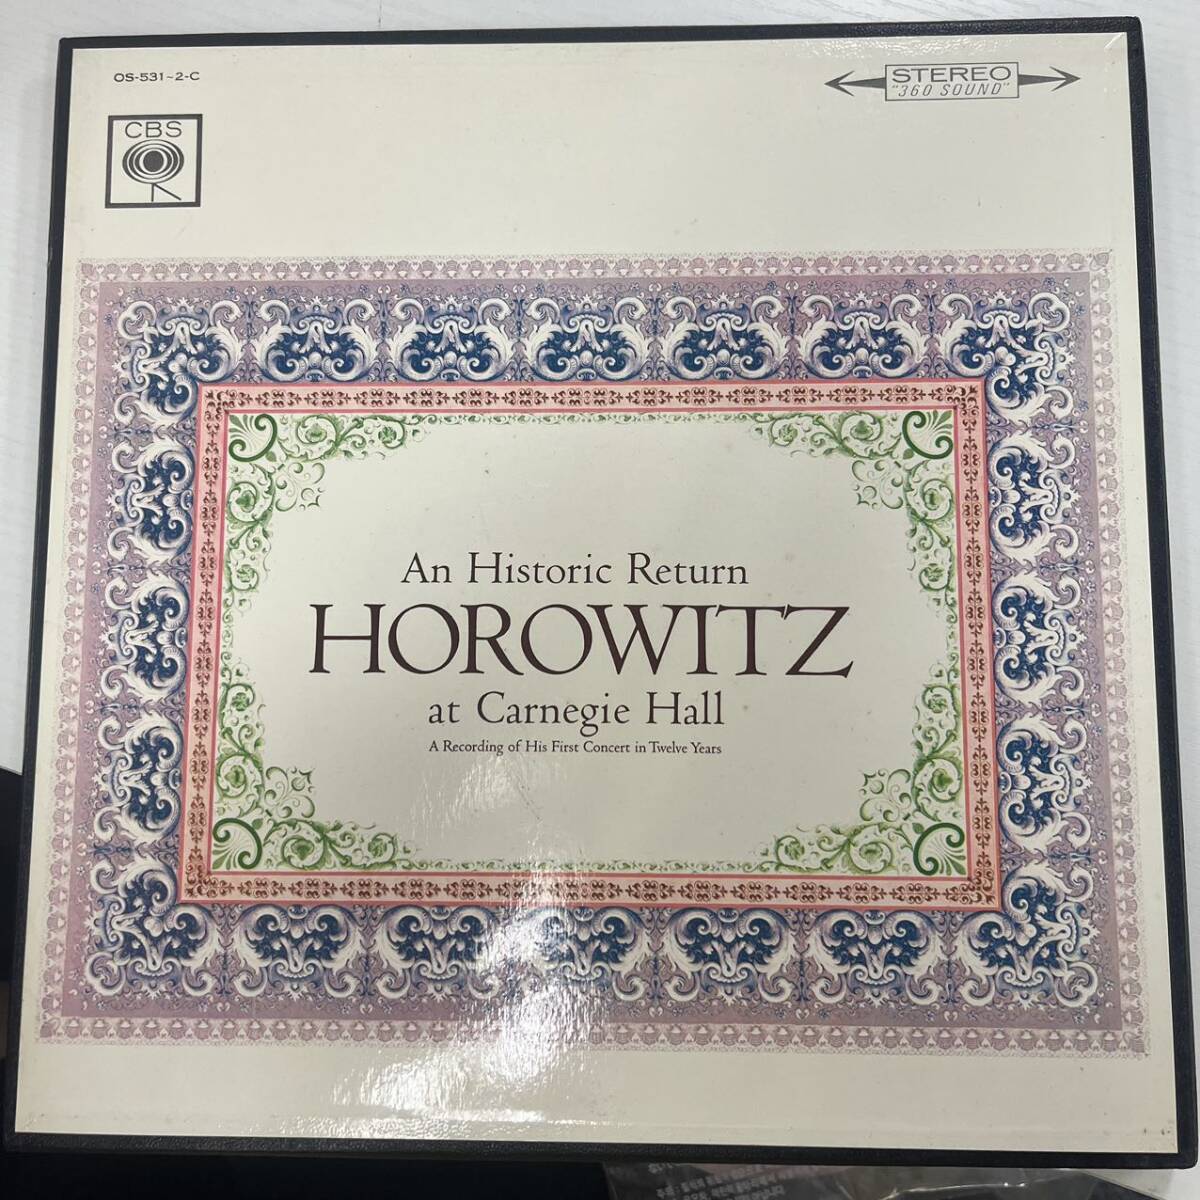 OS-531~2-C
STEREO
"360 SOUND"
CBS
An Historic Return
HOROWITZ
at Carnegie Hall
A Recording of His First Concert in Twelve Years